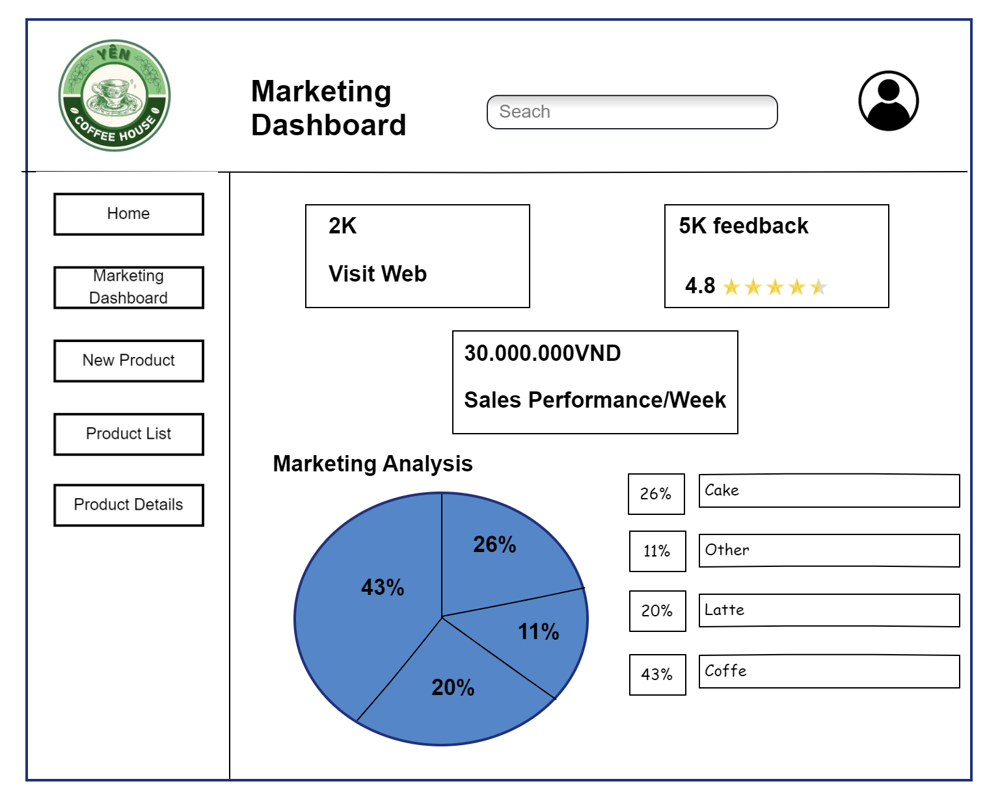 YÊN
COFFEE HOUSE
Marketing
Dashboard
Seach
Home
Marketing
Dashboard
New Product
Product List
Product Details
2K
Visit Web
5K feedback
4.8
30.000.000VND
Sales Performance/Week
Marketing Analysis
26%
43%
11%
20%
26% Cake
11% Other
20% Latte
43% Coffe